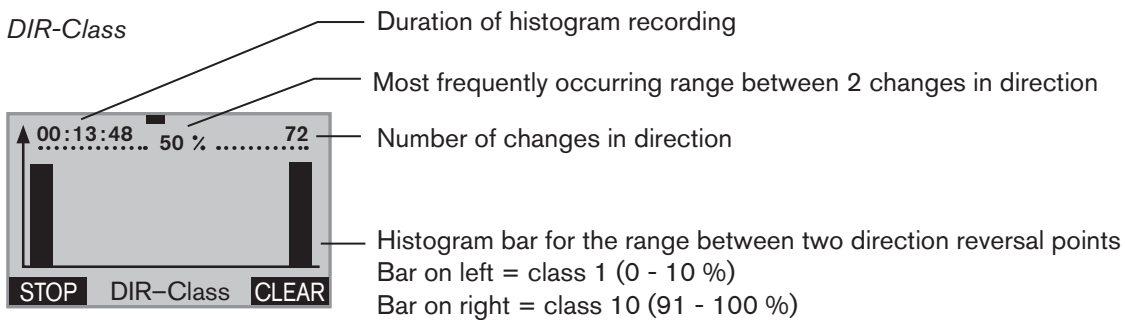 DIR-Class
Duration of histogram recording
Most frequently occurring range between 2 changes in direction
00:13:48
50 %
72
Number of changes in direction
Histogram bar for the range between two direction reversal points
Bar on left = class 1 (0 - 10 %)
Bar on right = class 10 (91 - 100 %)
STOP DIR–Class CLEAR